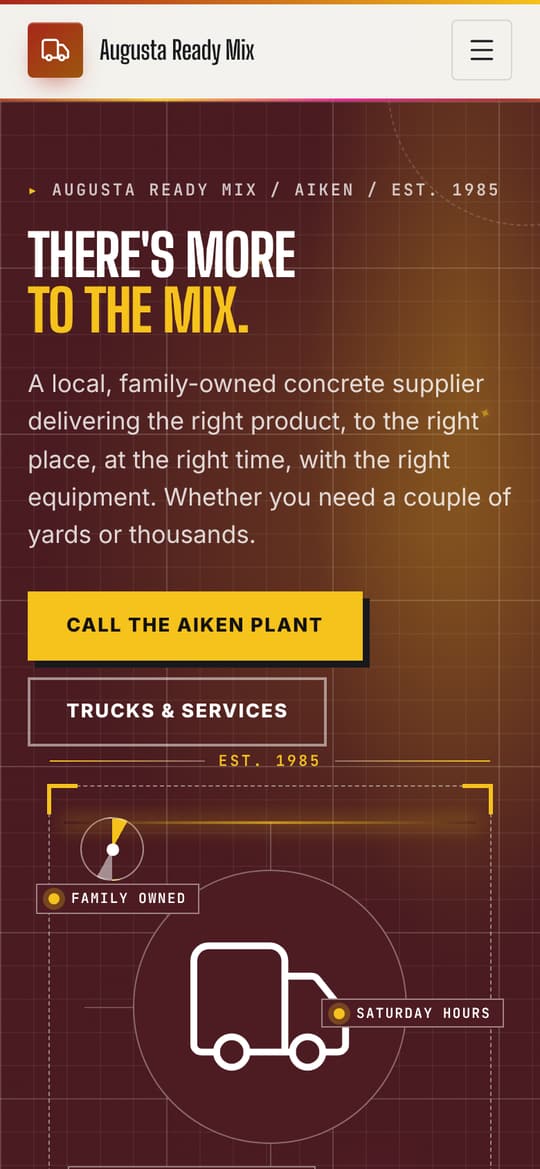 Augusta Ready Mix
AUGUSTA READY MIX / AIKEN / EST. 1985
THERE'S MORE
TO THE MIX.
A local, family-owned concrete supplier
delivering the right product, to the right
place, at the right time, with the right
equipment. Whether you need a couple of
yards or thousands.
CALL THE AIKEN PLANT
TRUCKS & SERVICES
EST. 1985
FAMILY OWNED
SATURDAY HOURS